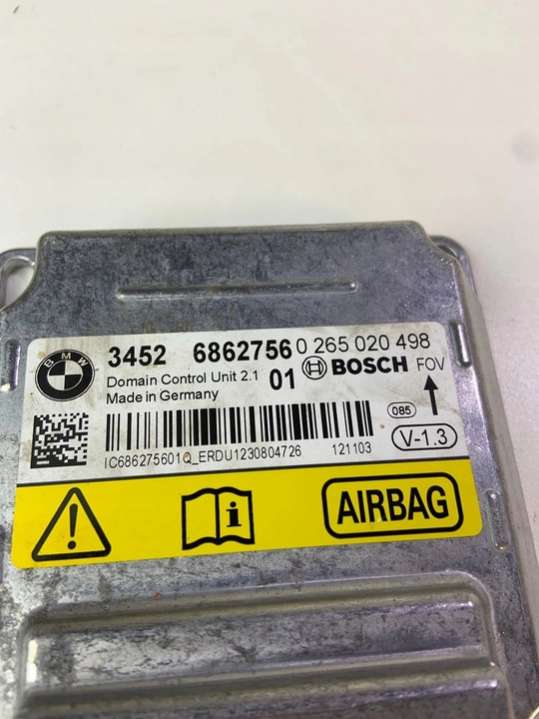 BMW
3452 6862756 0 265 020 498
Domain Control Unit 2.1 01 BOSCH FOV
Made in Germany
085
V-1.3
IC686275601Q_ERDU1230804726 121103
i
AIRBAG